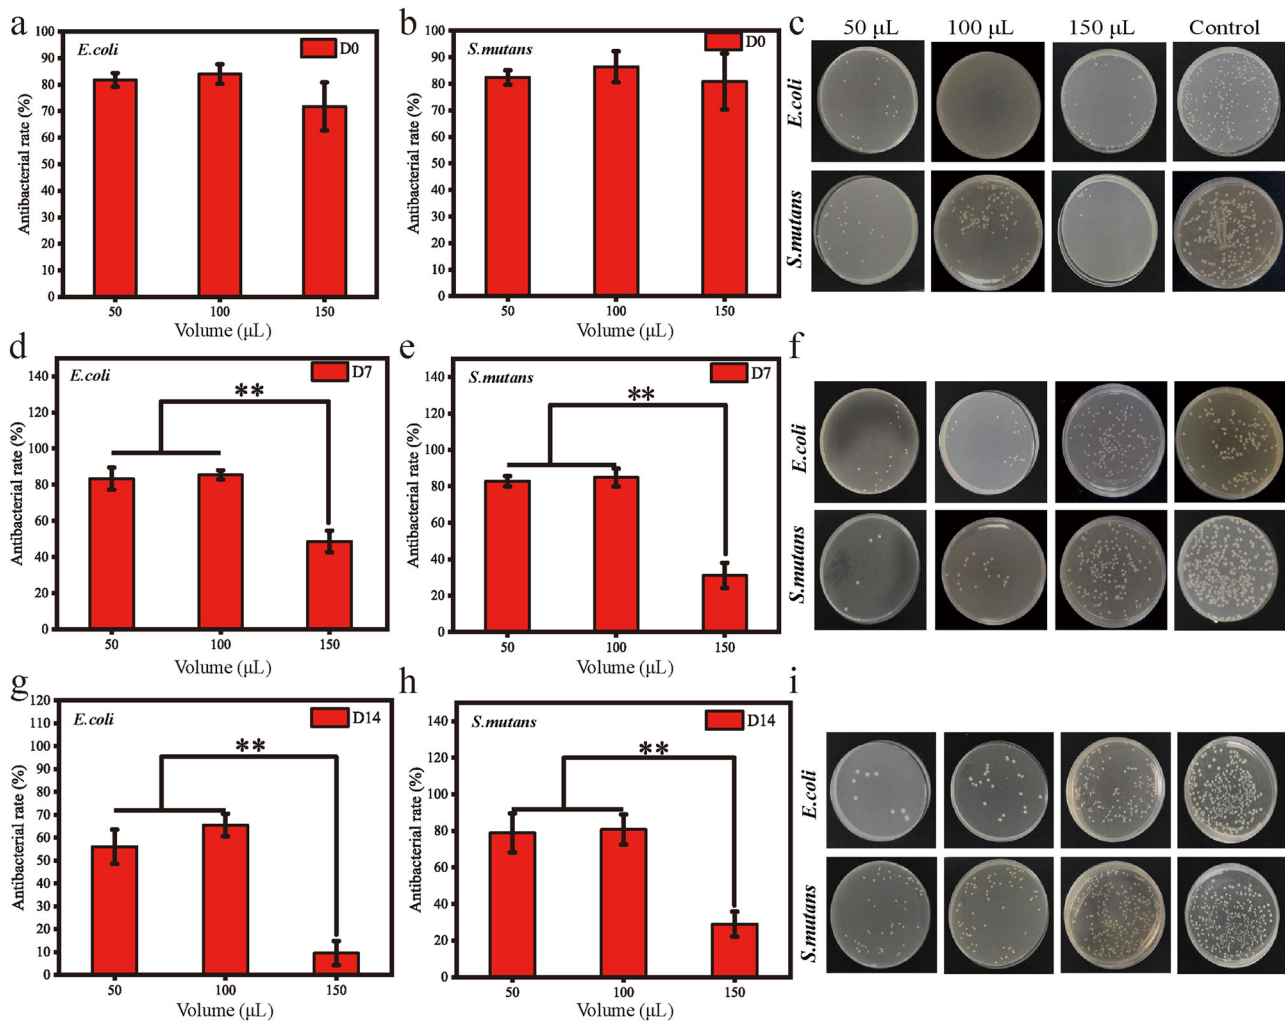 a
E.coli
D0
Antibacterial rate (%)
100
90
80
70
60
50
40
30
20
10
0
50 100 150
Volume (μL)
b
S.mutans
D0
Antibacterial rate (%)
100
90
80
70
60
50
40
30
20
10
0
50 100 150
Volume (μL)
c
50 μL 100 μL 150 μL Control
E.coli
S.mutans
d
E.coli
D7
**
Antibacterial rate (%)
140
120
100
80
60
40
20
0
50 100 150
Volume (μL)
e
S.mutans
D7
**
Antibacterial rate (%)
140
120
100
80
60
40
20
0
50 100 150
Volume (μL)
f
E.coli
S.mutans
g
E.coli
D14
**
Antibacterial rate (%)
120
110
100
90
80
70
60
50
40
30
20
10
0
50 100 150
Volume (μL)
h
S.mutans
D14
**
Antibacterial rate (%)
140
120
100
80
60
40
20
0
50 100 150
Volume (μL)
i
E.coli
S.mutans